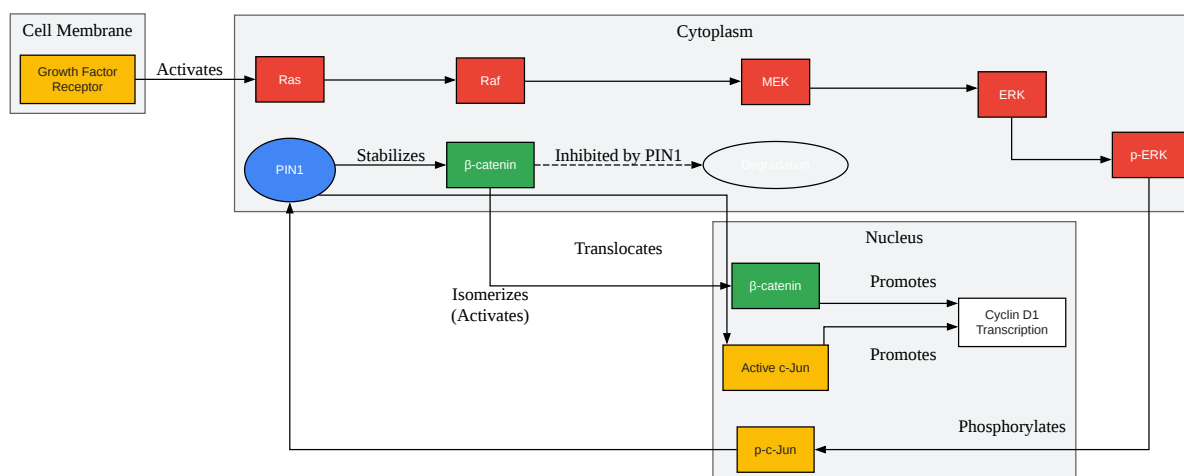 Cell Membrane
Growth Factor
Receptor
Activates
Cytoplasm
Ras
Raf
MEK
ERK
p-ERK
PIN1
Stabilizes
β-catenin
Inhibited by PIN1
Degradation
Translocates
Isomerizes
(Activates)
Nucleus
β-catenin
Promotes
Cyclin D1
Transcription
Active c-Jun
Promotes
p-c-Jun
Phosphorylates